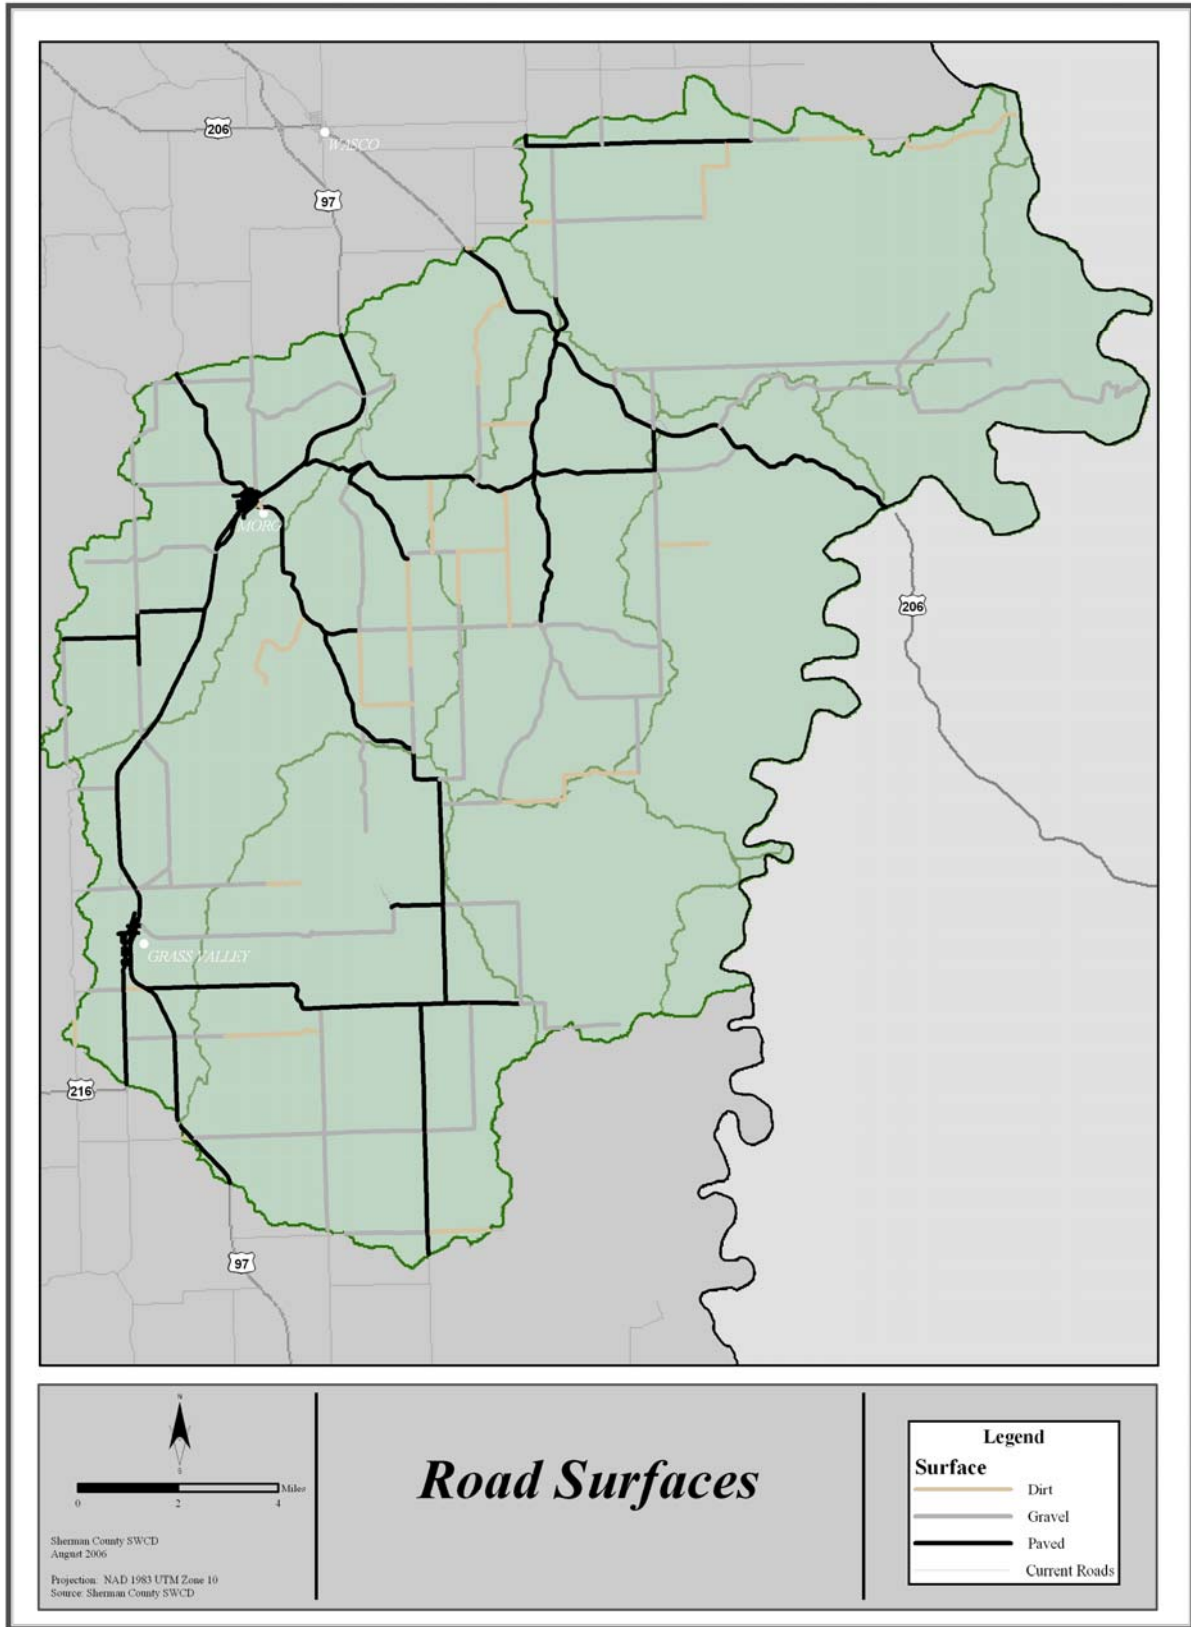 206
WASCO
97
MORO
206
GRASS VALLEY
216
97
N
S
0 2 4 Miles
Sherman County SWCD
August 2006
Projection: NAD 1983 UTM Zone 10
Source: Sherman County SWCD
Road Surfaces
Legend
Surface
Dirt
Gravel
Paved
Current Roads